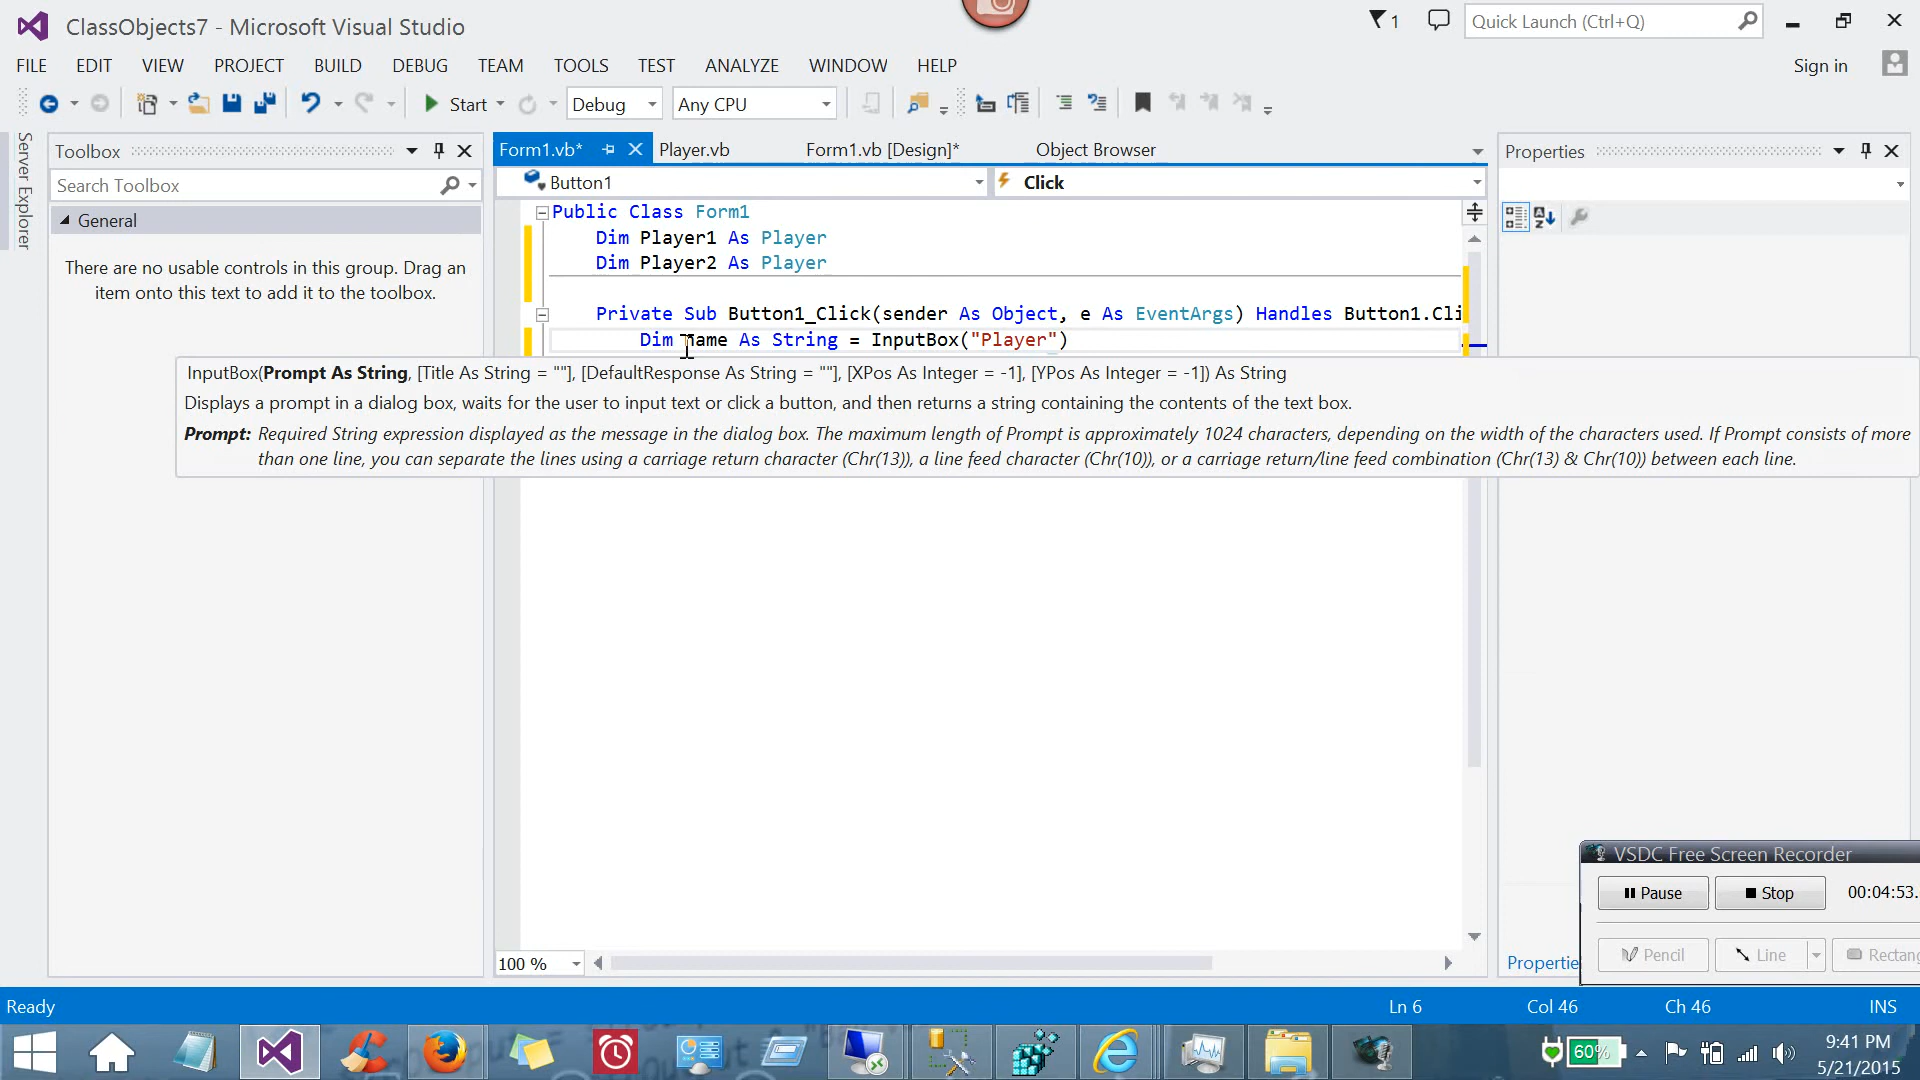 ClassObjects7 - Microsoft Visual Studio
1
Quick Launch (Ctrl+Q)
FILE EDIT VIEW PROJECT BUILD DEBUG TEAM TOOLS TEST ANALYZE WINDOW HELP
Sign in
Start Debug Any CPU
Server Explorer
Toolbox
Search Toolbox
General
There are no usable controls in this group. Drag an
item onto this text to add it to the toolbox.
Form1.vb* Player.vb Form1.vb [Design]* Object Browser
Button1 Click
Public Class Form1
Dim Player1 As Player
Dim Player2 As Player
Private Sub Button1_Click(sender As Object, e As EventArgs) Handles Button1.Cli
Dim name As String = InputBox("Player")
InputBox(Prompt As String, [Title As String = ""], [DefaultResponse As String = ""], [XPos As Integer = -1], [YPos As Integer = -1]) As String
Displays a prompt in a dialog box, waits for the user to input text or click a button, and then returns a string containing the contents of the text box.
Prompt: Required String expression displayed as the message in the dialog box. The maximum length of Prompt is approximately 1024 characters, depending on the width of the characters used. If Prompt consists of more
than one line, you can separate the lines using a carriage return character (Chr(13)), a line feed character (Chr(10)), or a carriage return/line feed combination (Chr(13) & Chr(10)) between each line.
100 %
Properties
Propertie
VSDC Free Screen Recorder
Pause Stop 00:04:53.
Pencil Line Rectang
Ready Ln 6 Col 46 Ch 46 INS
60%
9:41 PM
5/21/2015